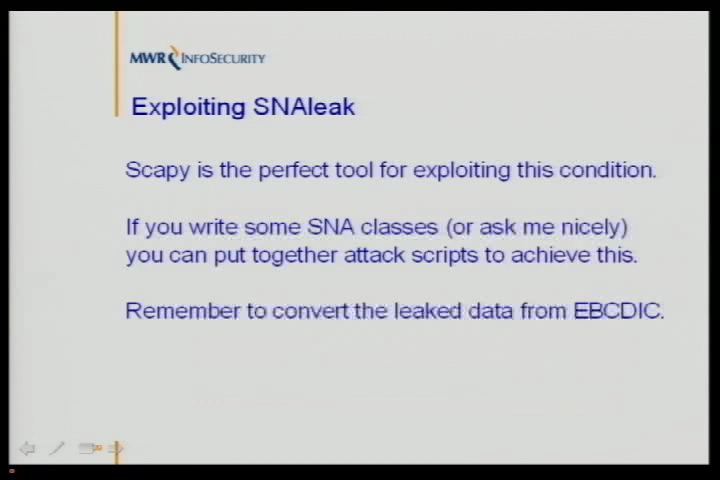 MWR INFOSECURITY
Exploiting SNAleak
Scapy is the perfect tool for exploiting this condition.
If you write some SNA classes (or ask me nicely)
you can put together attack scripts to achieve this.
Remember to convert the leaked data from EBCDIC.